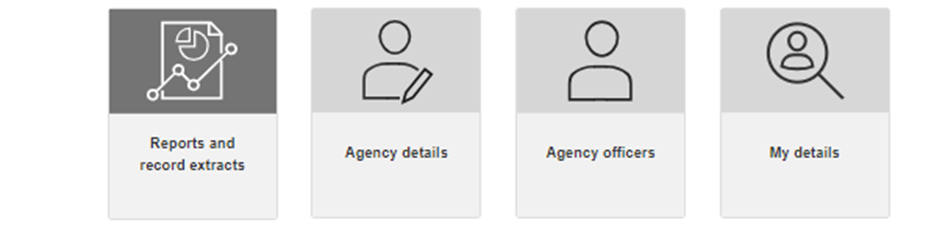 Reports and
record extracts
Agency details
Agency officers
My details